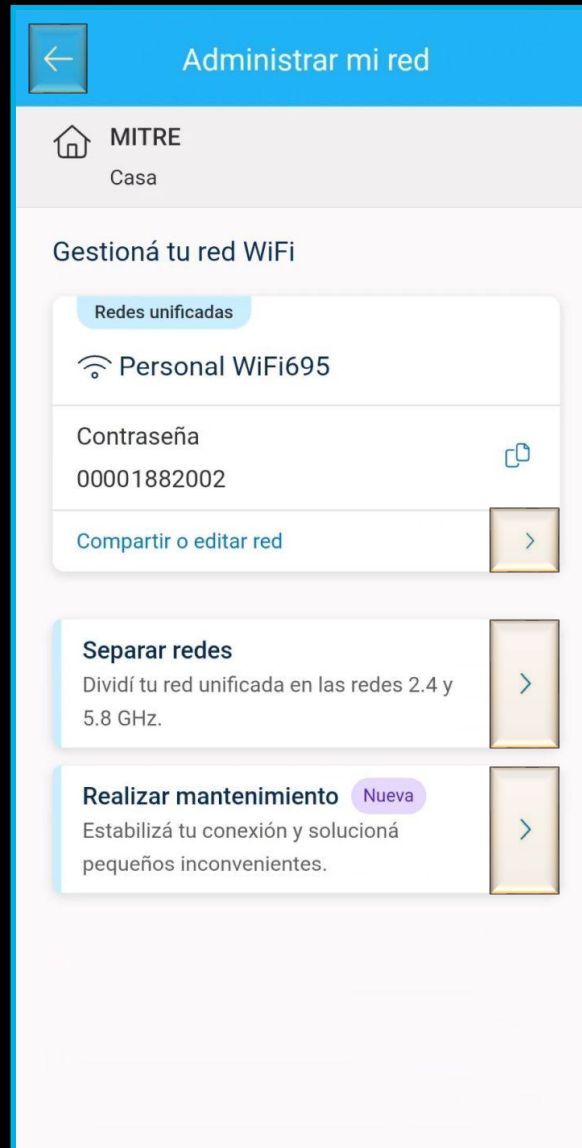 Administrar mi red
MITRE
Casa
Gestioná tu red WiFi
Redes unificadas
Personal WiFi695
Contraseña
00001882002
Compartir o editar red
Separar redes
Dividí tu red unificada en las redes 2.4 y
5.8 GHz.
Realizar mantenimiento Nueva
Estabilizá tu conexión y solucioná
pequeños inconvenientes.